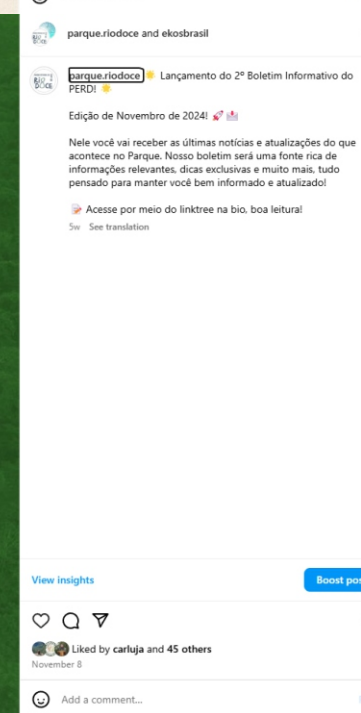 parque.riodoce and ekosbrasil
parque.riodoce 🌟 Lançamento do 2º Boletim Informativo do
PERD! 🌟
Edição de Novembro de 2024! 🚀 📩
Nele você vai receber as últimas notícias e atualizações do que
acontece no Parque. Nosso boletim será uma fonte rica de
informações relevantes, dicas exclusivas e muito mais, tudo
pensado para manter você bem informado e atualizado!
📝 Acesse por meio do linktree na bio, boa leitura!
5w See translation
View insights
Boost pos
Liked by carluja and 45 others
November 8
Add a comment...